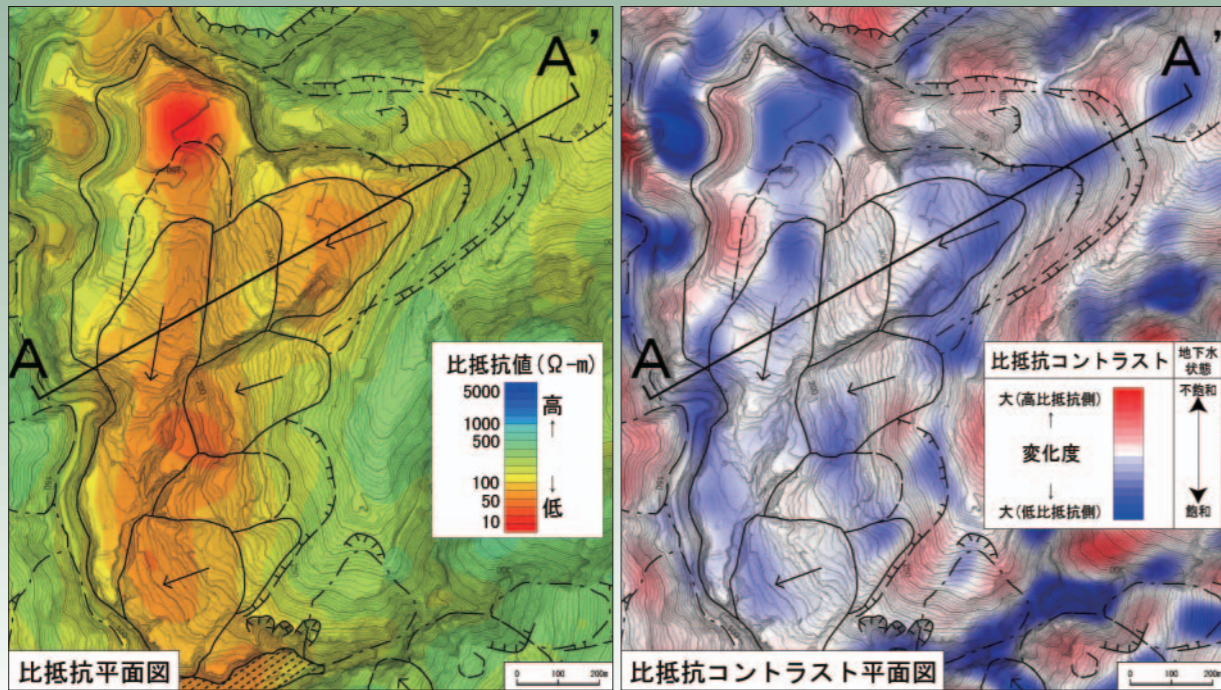 A'
A
比抵抗値(Ω-m)
5000
1000
500
100
50
10
高
↑
↓
低
比抵抗平面図
0 100 200m
A'
A
比抵抗コントラスト
地下水
状態
大(高比抵抗側)
↑
変化度
↓
大(低比抵抗側)
不飽和
飽和
比抵抗コントラスト平面図
0 100 200m